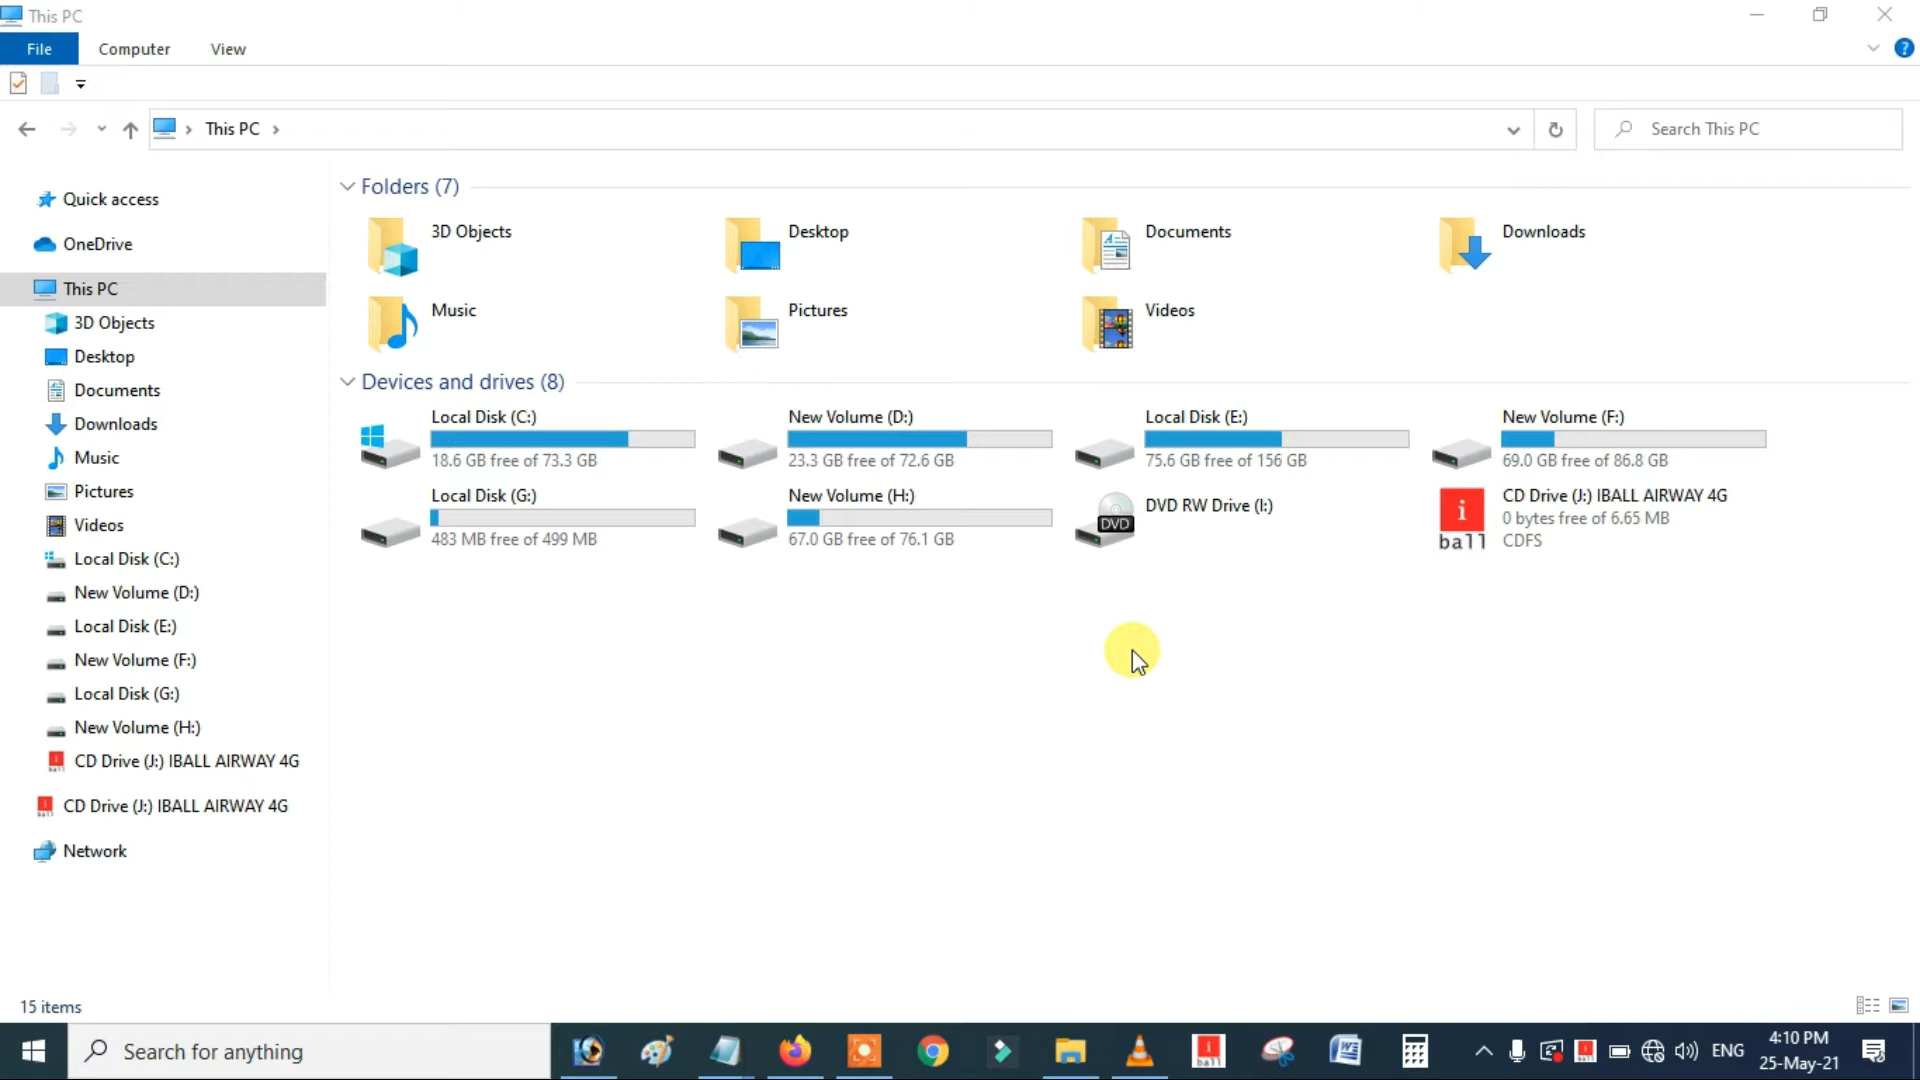 This PC
File
Computer
View
?
This PC
Search This PC
Quick access
OneDrive
This PC
3D Objects
Desktop
Documents
Downloads
Music
Pictures
Videos
Local Disk (C:)
New Volume (D:)
Local Disk (E:)
New Volume (F:)
Local Disk (G:)
New Volume (H:)
CD Drive (J:) IBALL AIRWAY 4G
CD Drive (J:) IBALL AIRWAY 4G
Network
Folders (7)
3D Objects
Desktop
Documents
Downloads
Music
Pictures
Videos
Devices and drives (8)
Local Disk (C:)
18.6 GB free of 73.3 GB
New Volume (D:)
23.3 GB free of 72.6 GB
Local Disk (E:)
75.6 GB free of 156 GB
New Volume (F:)
69.0 GB free of 86.8 GB
Local Disk (G:)
483 MB free of 499 MB
New Volume (H:)
67.0 GB free of 76.1 GB
DVD
DVD RW Drive (I:)
i
ball
CD Drive (J:) IBALL AIRWAY 4G
0 bytes free of 6.65 MB
CDFS
15 items
Search for anything
ENG
4:10 PM
25-May-21